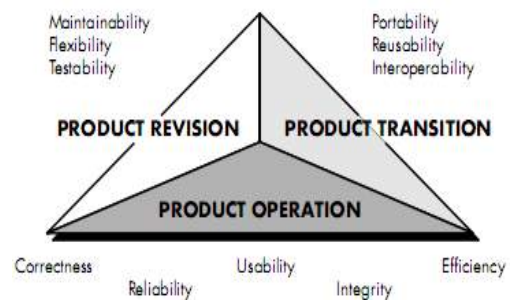 Maintainability
Flexibility
Testability
Portability
Reusability
Interoperability
PRODUCT REVISION
PRODUCT TRANSITION
PRODUCT OPERATION
Correctness
Reliability
Usability
Integrity
Efficiency